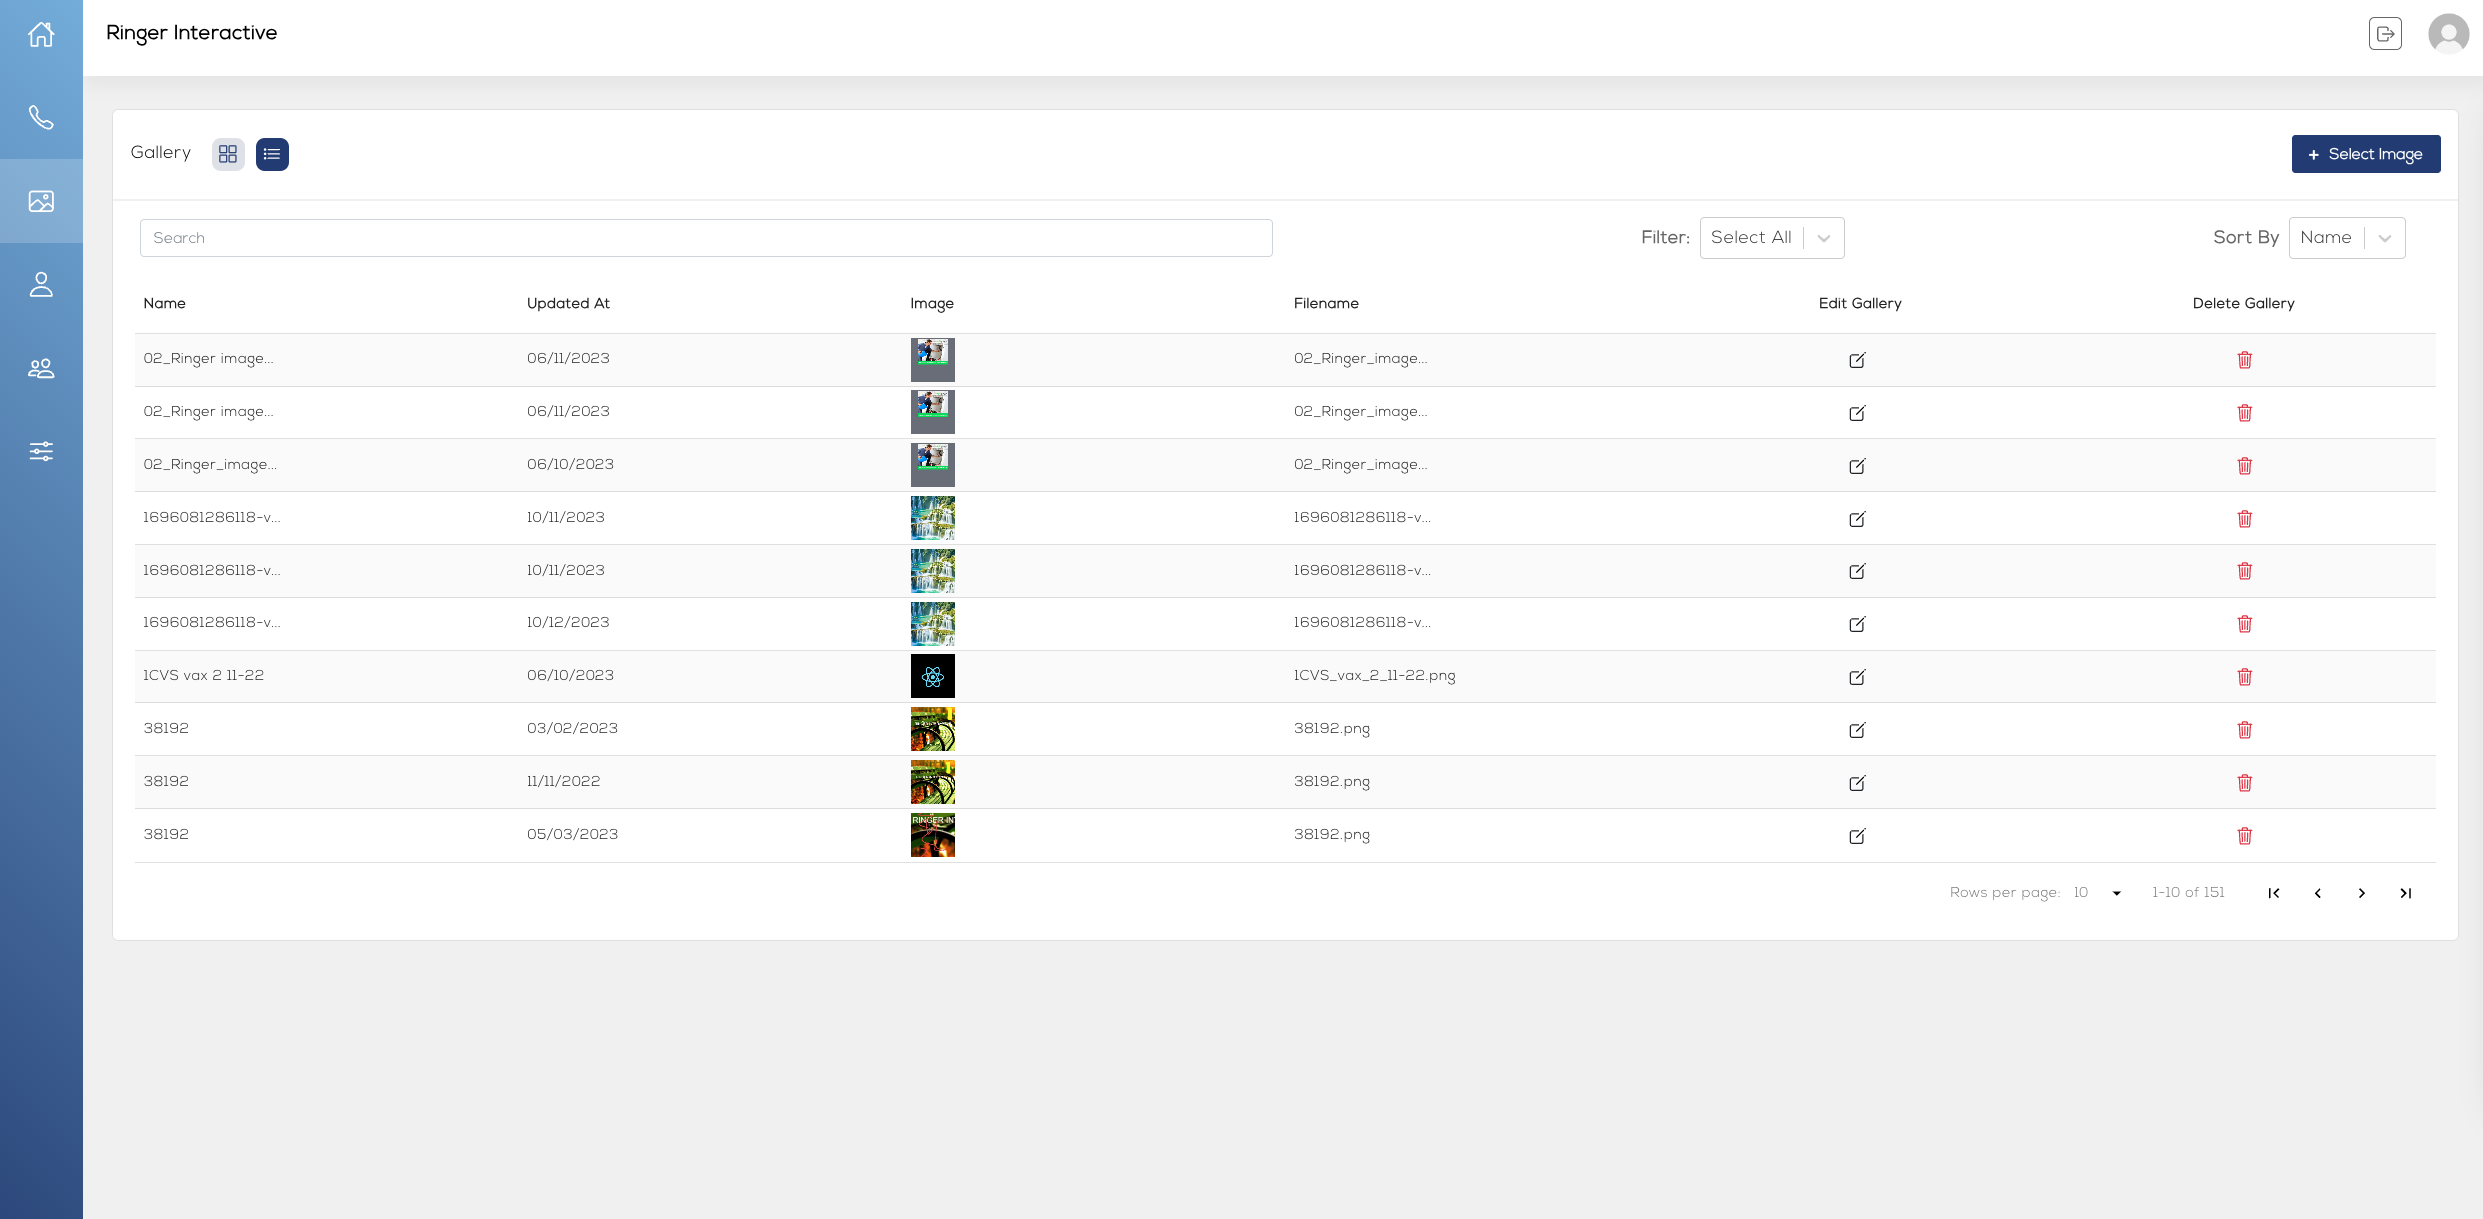 Ringer Interactive
Gallery
+ Select Image
Search
Filter: Select All
Sort By Name
Name Updated At Image Filename Edit Gallery Delete Gallery
02_Ringer image... 06/11/2023 02_Ringer_image...
02_Ringer image... 06/11/2023 02_Ringer_image...
02_Ringer_image... 06/10/2023 02_Ringer_image...
1696081286118-v... 10/11/2023 1696081286118-v...
1696081286118-v... 10/11/2023 1696081286118-v...
1696081286118-v... 10/12/2023 1696081286118-v...
1CVS vax 2 11-22 06/10/2023 1CVS_vax_2_11-22.png
38192 03/02/2023 38192.png
38192 11/11/2022 38192.png
38192 05/03/2023 RINGER INT 38192.png
Rows per page: 10 1-10 of 151